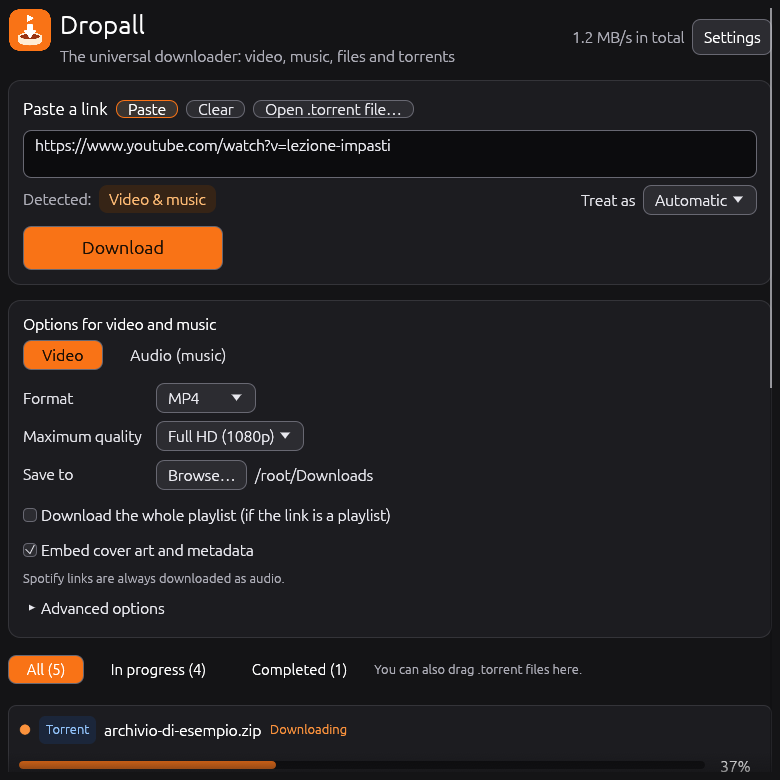 Dropall
The universal downloader: video, music, files and torrents
1.2 MB/s in total
Settings
Paste a link
Paste
Clear
Open .torrent file…
https://www.youtube.com/watch?v=lezione-impasti
Detected:
Video & music
Treat as
Automatic
Download
Options for video and music
Video
Audio (music)
Format
MP4
Maximum quality
Full HD (1080p)
Save to
Browse…
/root/Downloads
Download the whole playlist (if the link is a playlist)
Embed cover art and metadata
Spotify links are always downloaded as audio.
Advanced options
All (5)
In progress (4)
Completed (1)
You can also drag .torrent files here.
Torrent
archivio-di-esempio.zip
Downloading
37%